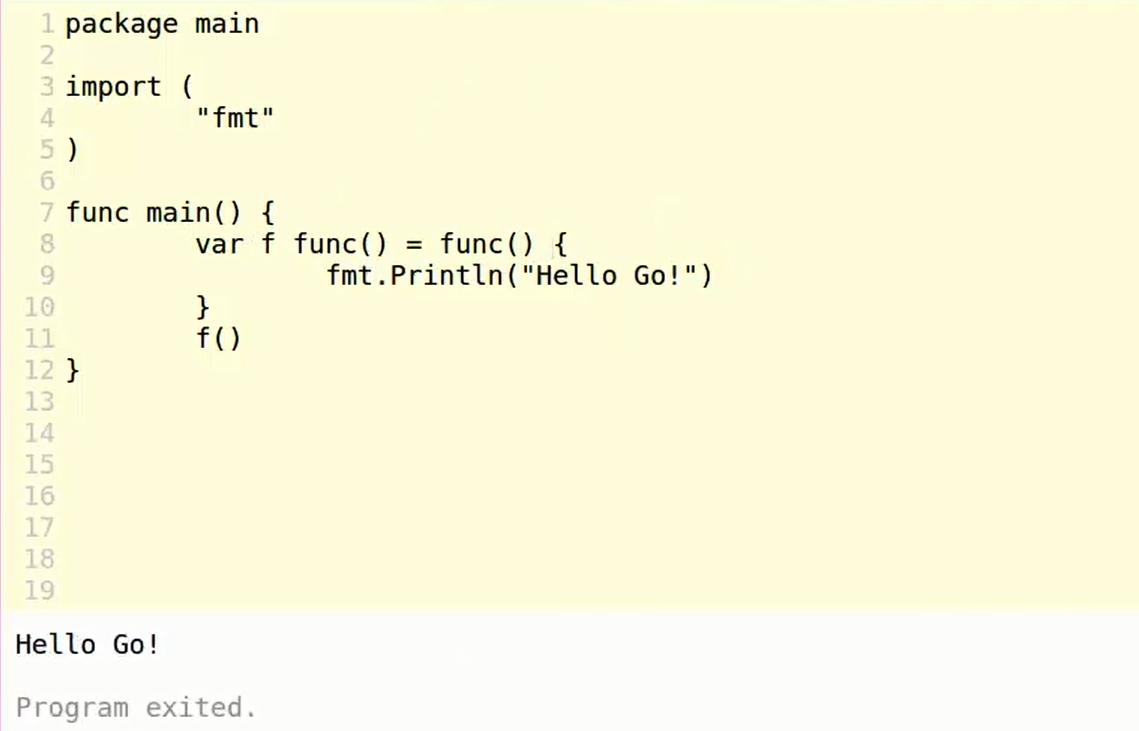 1 package main
2
3 import (
4         "fmt"
5 )
6
7 func main() {
8         var f func() = func() {
9                 fmt.Println("Hello Go!")
10         }
11         f()
12 }
13
14
15
16
17
18
19
Hello Go!
Program exited.